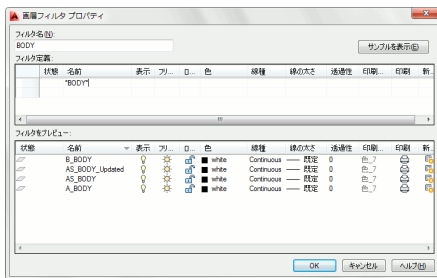 画層フィルタ プロパティ
フィルタ名(N):
BODY
サンプルを表示(E)
フィルタ定義:
状態 名前 表示 フリ... ロ... 色 線種 線の太さ 透過性 印刷... 印刷 新..
"BODY"
フィルタをプレビュー:
状態 名前 表示 フリ... ロ... 色 線種 線の太さ 透過性 印刷... 印刷 新..
B_BODY white Continuous 既定 0 色_7
AS_BODY_Updated white Continuous 既定 0 色_7
AS_BODY white Continuous 既定 0 色_7
A_BODY white Continuous 既定 0 色_7
OK キャンセル ヘルプ(H)